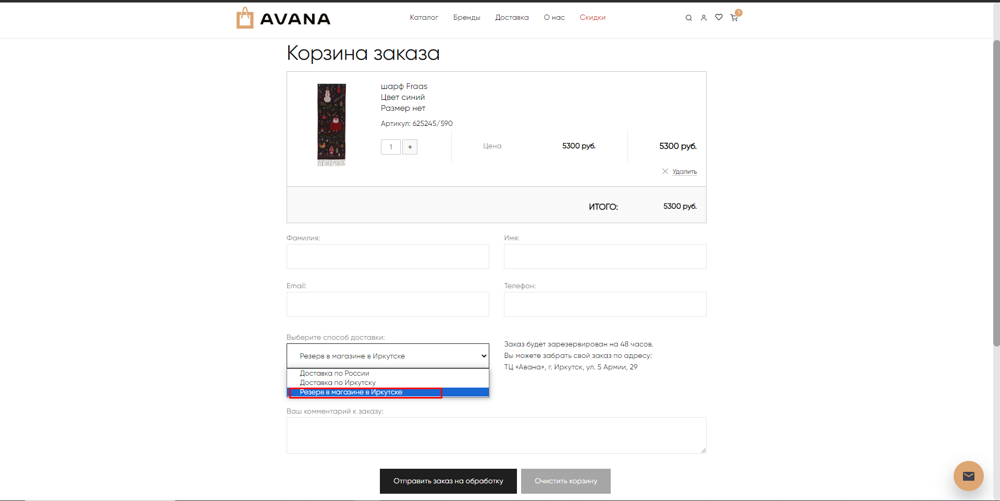 AVANA
Каталог
Бренды
Доставка
О нас
Скидки
1
Корзина заказа
шарф Fraas
Цвет синий
Размер нет
Артикул: 625245/590
1
+
Цена
5300 руб.
5300 руб.
Удалить
ИТОГО:
5300 руб.
Фамилия:
Имя:
Email:
Телефон:
Выберите способ доставки:
Резерв в магазине в Иркутске
Доставка по России
Доставка по Иркутску
Резерв в магазине в Иркутске
Заказ будет зарезервирован на 48 часов.
Вы можете забрать свой заказ по адресу:
ТЦ «Авана», г. Иркутск, ул. 5 Армии, 29
Ваш комментарий к заказу:
Отправить заказ на обработку
Очистить корзину